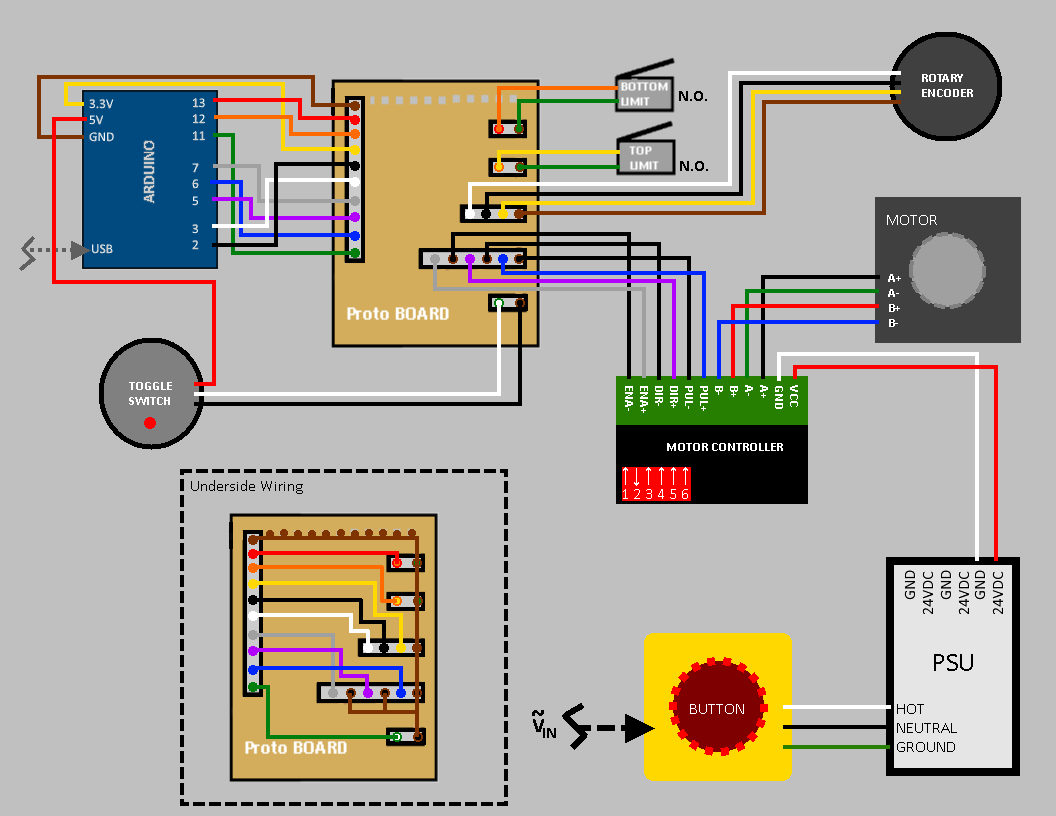 3.3V
5V
GND
USB
ARDUINO
13
12
11
7
6
5
3
2
Proto BOARD
BOTTOM
LIMIT
N.O.
TOP
LIMIT
N.O.
ROTARY
ENCODER
MOTOR
A+
A-
B+
B-
TOGGLE
SWITCH
ENA-
ENA+
DIR-
DIR+
PUL-
PUL+
B-
B+
A-
A+
GND
VCC
MOTOR CONTROLLER
1 2 3 4 5 6
Underside Wiring
Proto BOARD
ṼIN
BUTTON
GND
24VDC
GND
24VDC
GND
24VDC
PSU
HOT
NEUTRAL
GROUND